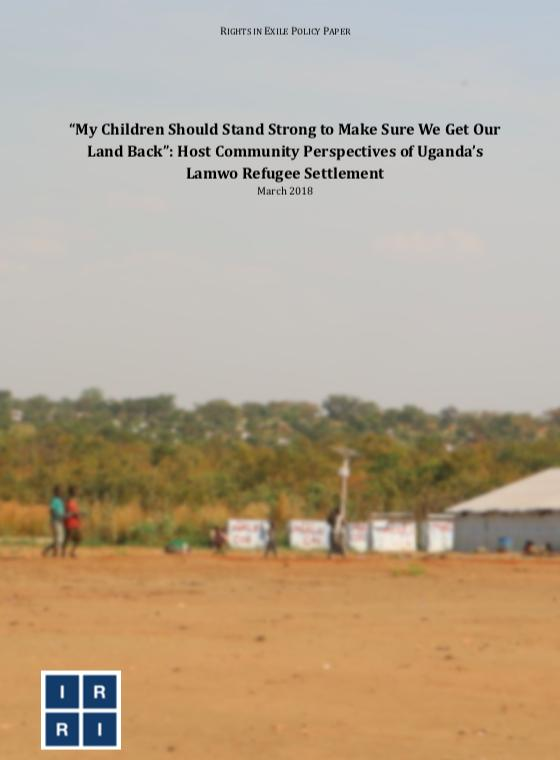 RIGHTS IN EXILE POLICY PAPER
“My Children Should Stand Strong to Make Sure We Get Our
Land Back”: Host Community Perspectives of Uganda’s
Lamwo Refugee Settlement
March 2018
I R
R I